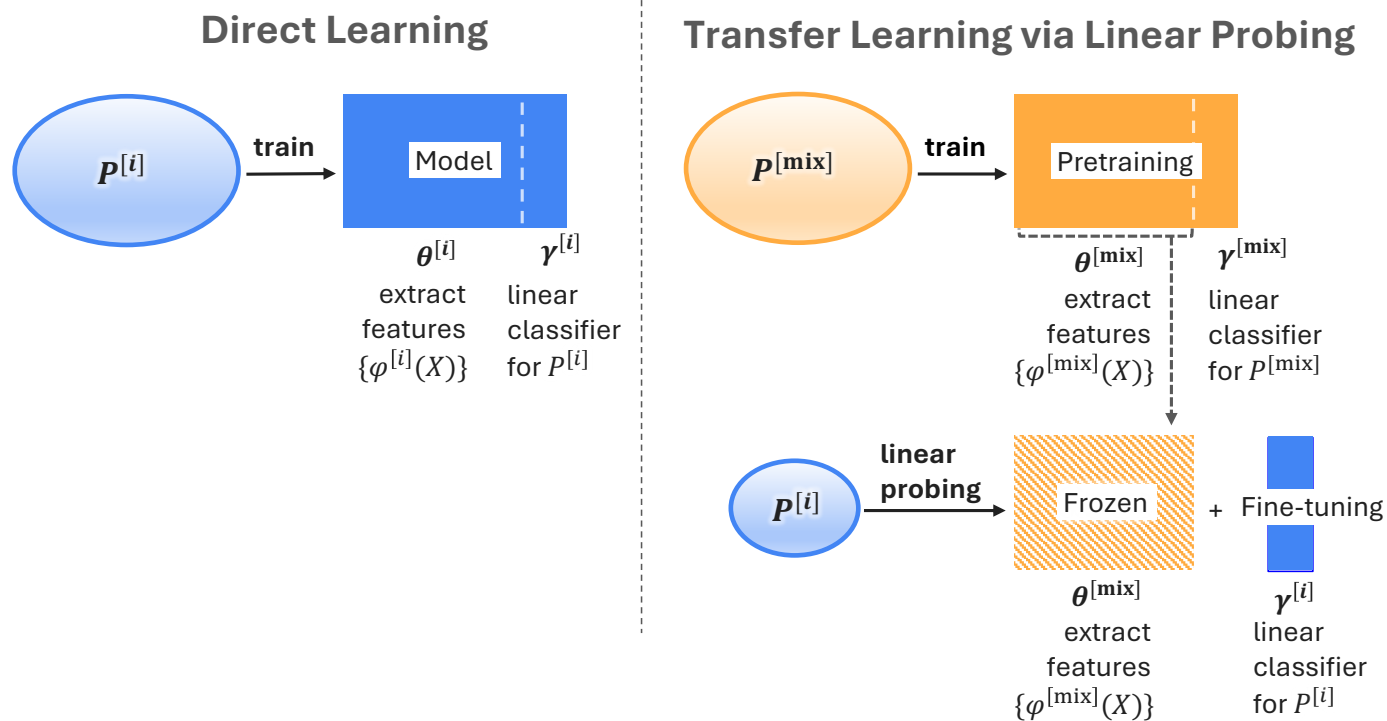 Direct Learning
P^{[i]}
train
Model
θ^{[i]}
γ^{[i]}
extract
features
{φ^{[i]}(X)}
linear
classifier
for P^{[i]}
Transfer Learning via Linear Probing
P^{[mix]}
train
Pretraining
θ^{[mix]}
γ^{[mix]}
extract
features
{φ^{[mix]}(X)}
linear
classifier
for P^{[mix]}
P^{[i]}
linear
probing
Frozen
+
Fine-tuning
θ^{[mix]}
γ^{[i]}
extract
features
{φ^{[mix]}(X)}
linear
classifier
for P^{[i]}